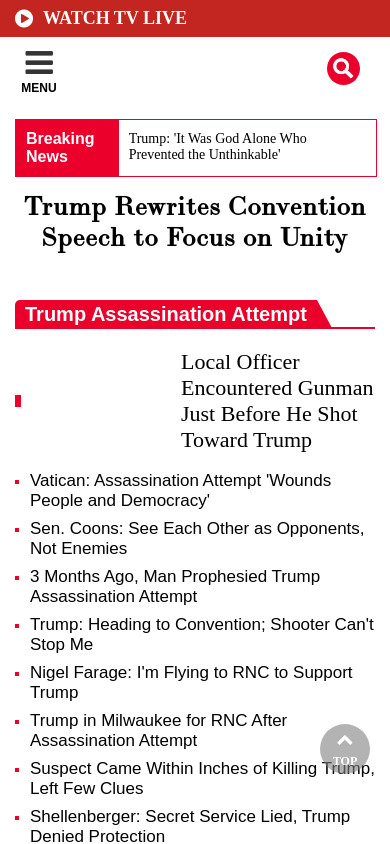 WATCH TV LIVE
MENU
Breaking News
Trump: 'It Was God Alone Who
Prevented the Unthinkable'
Trump Rewrites Convention
Speech to Focus on Unity
Trump Assassination Attempt
Local Officer
Encountered Gunman
Just Before He Shot
Toward Trump
Vatican: Assassination Attempt 'Wounds
People and Democracy'
Sen. Coons: See Each Other as Opponents,
Not Enemies
3 Months Ago, Man Prophesied Trump
Assassination Attempt
Trump: Heading to Convention; Shooter Can't
Stop Me
Nigel Farage: I'm Flying to RNC to Support
Trump
Trump in Milwaukee for RNC After
Assassination Attempt
Suspect Came Within Inches of Killing Trump,
Left Few Clues
TOP
Shellenberger: Secret Service Lied, Trump
Denied Protection